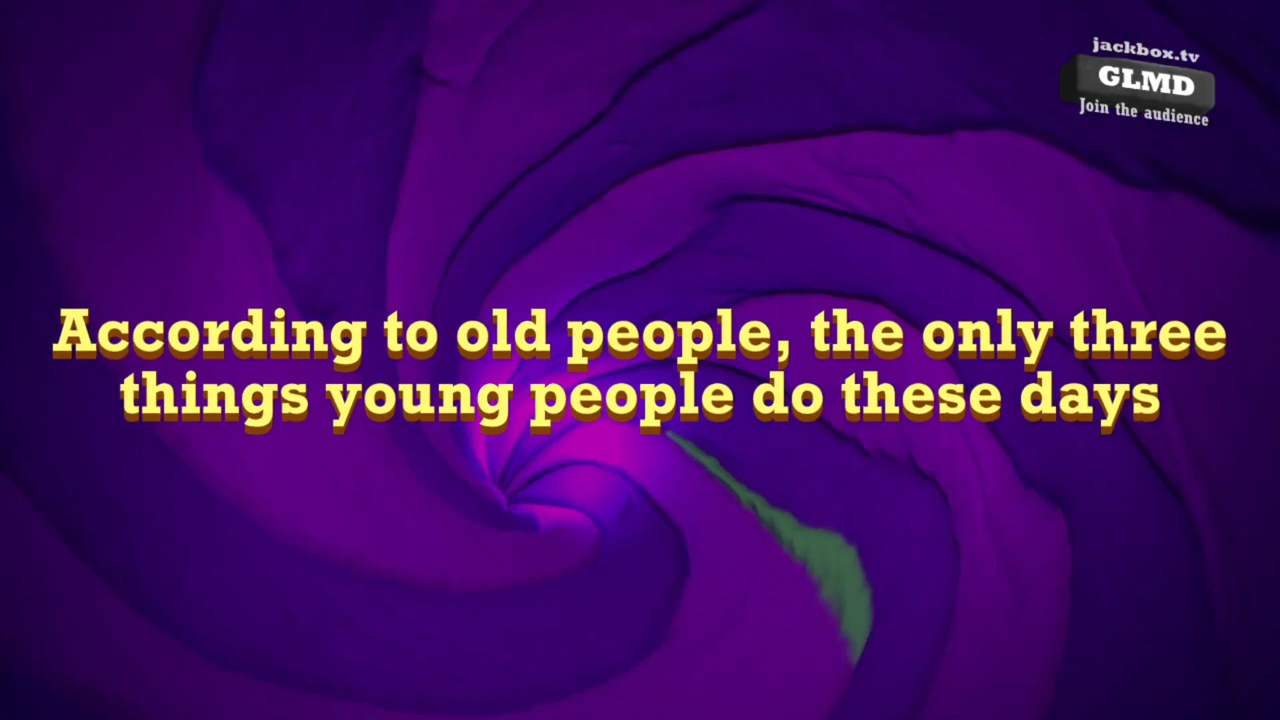 jackbox.tv
GLMD
Join the audience
According to old people, the only three
things young people do these days